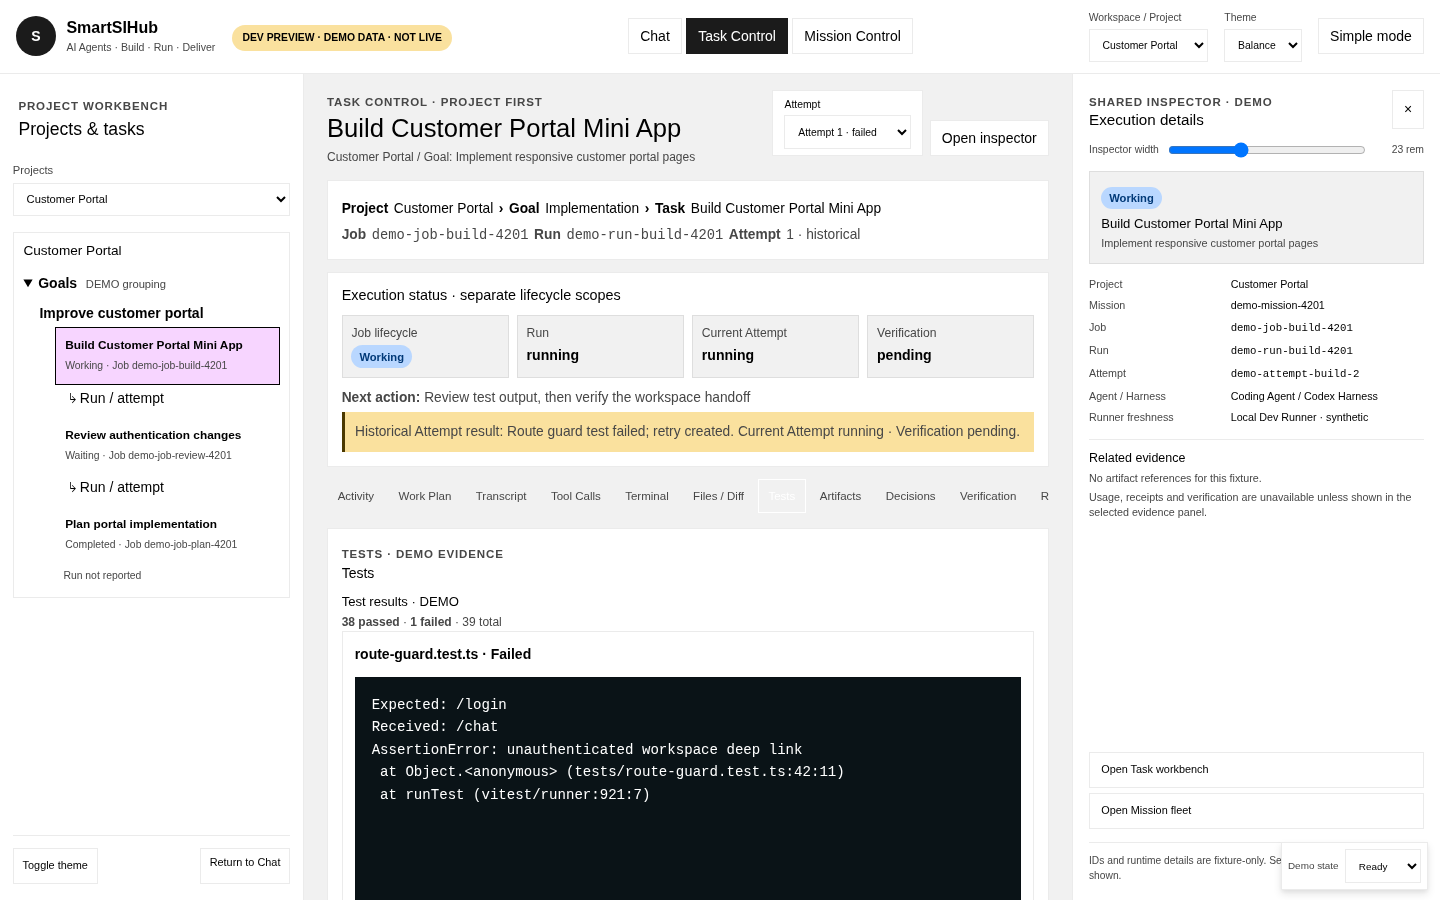 S
SmartSIHub
AI Agents · Build · Run · Deliver
DEV PREVIEW · DEMO DATA · NOT LIVE
Chat
Task Control
Mission Control
Workspace / Project
Customer Portal
Theme
Balance
Simple mode
PROJECT WORKBENCH
Projects & tasks
Projects
Customer Portal
Customer Portal
▼ Goals DEMO grouping
Improve customer portal
Build Customer Portal Mini App
Working · Job demo-job-build-4201
↳ Run / attempt
Review authentication changes
Waiting · Job demo-job-review-4201
↳ Run / attempt
Plan portal implementation
Completed · Job demo-job-plan-4201
Run not reported
Toggle theme
Return to Chat
TASK CONTROL · PROJECT FIRST
Build Customer Portal Mini App
Customer Portal / Goal: Implement responsive customer portal pages
Attempt
Attempt 1 · failed
Open inspector
Project Customer Portal › Goal Implementation › Task Build Customer Portal Mini App
Job demo-job-build-4201 Run demo-run-build-4201 Attempt 1 · historical
Execution status · separate lifecycle scopes
Job lifecycle
Working
Run
running
Current Attempt
running
Verification
pending
Next action: Review test output, then verify the workspace handoff
Historical Attempt result: Route guard test failed; retry created. Current Attempt running · Verification pending.
Activity Work Plan Transcript Tool Calls Terminal Files / Diff Tests Artifacts Decisions Verification R
TESTS · DEMO EVIDENCE
Tests
Test results · DEMO
38 passed · 1 failed · 39 total
route-guard.test.ts · Failed
Expected: /login
Received: /chat
AssertionError: unauthenticated workspace deep link
at Object.<anonymous> (tests/route-guard.test.ts:42:11)
at runTest (vitest/runner:921:7)
SHARED INSPECTOR · DEMO
Execution details
×
Inspector width
23 rem
Working
Build Customer Portal Mini App
Implement responsive customer portal pages
Project Customer Portal
Mission demo-mission-4201
Job demo-job-build-4201
Run demo-run-build-4201
Attempt demo-attempt-build-2
Agent / Harness Coding Agent / Codex Harness
Runner freshness Local Dev Runner · synthetic
Related evidence
No artifact references for this fixture.
Usage, receipts and verification are unavailable unless shown in the
selected evidence panel.
Open Task workbench
Open Mission fleet
IDs and runtime details are fixture-only. Se
shown.
Demo state
Ready